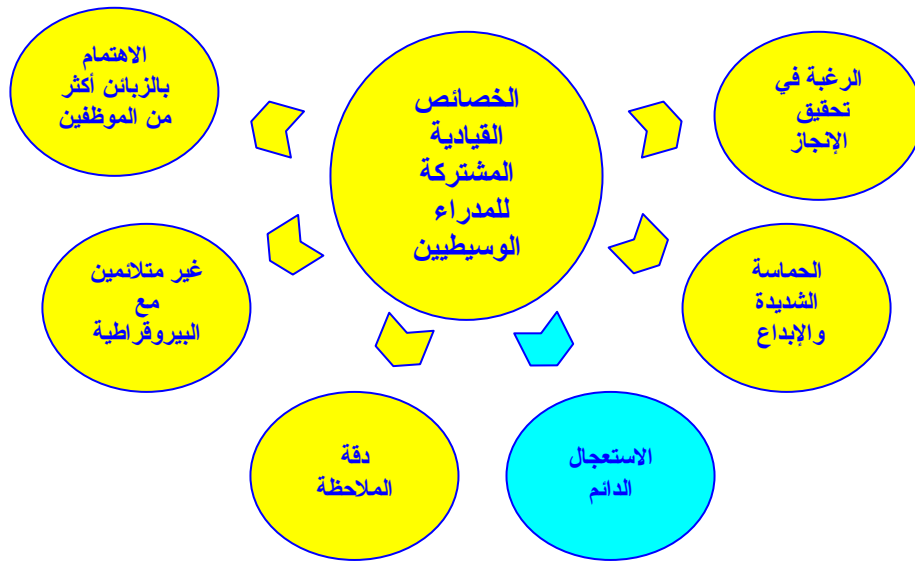 الخصائص
القيادية
المشتركة
للمدراء
الوسيطيين
الرغبة في
تحقيق
الإنجاز
الحماسة
الشديدة
والإبداع
الاستعجال
الدائم
دقة
الملاحظة
غير متلائمين
مع
البيروقراطية
الاهتمام
بالزبائن أكثر
من الموظفين